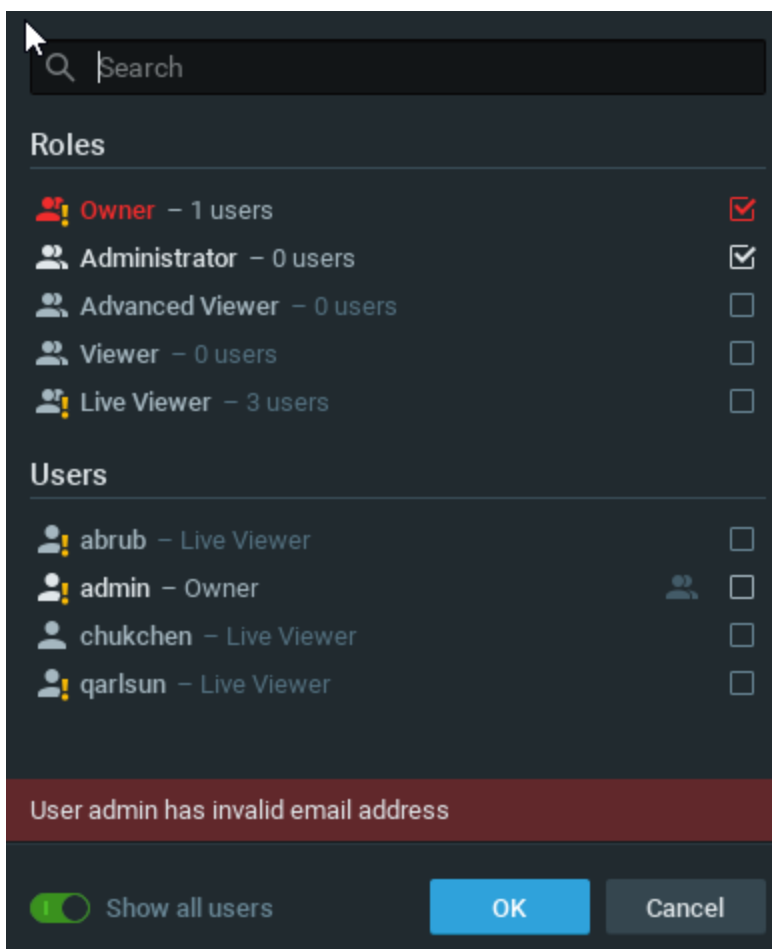 Search
Roles
Owner – 1 users
Administrator – 0 users
Advanced Viewer – 0 users
Viewer – 0 users
Live Viewer – 3 users
Users
abrub – Live Viewer
admin – Owner
chukchen – Live Viewer
qarlsun – Live Viewer
User admin has invalid email address
Show all users
OK
Cancel